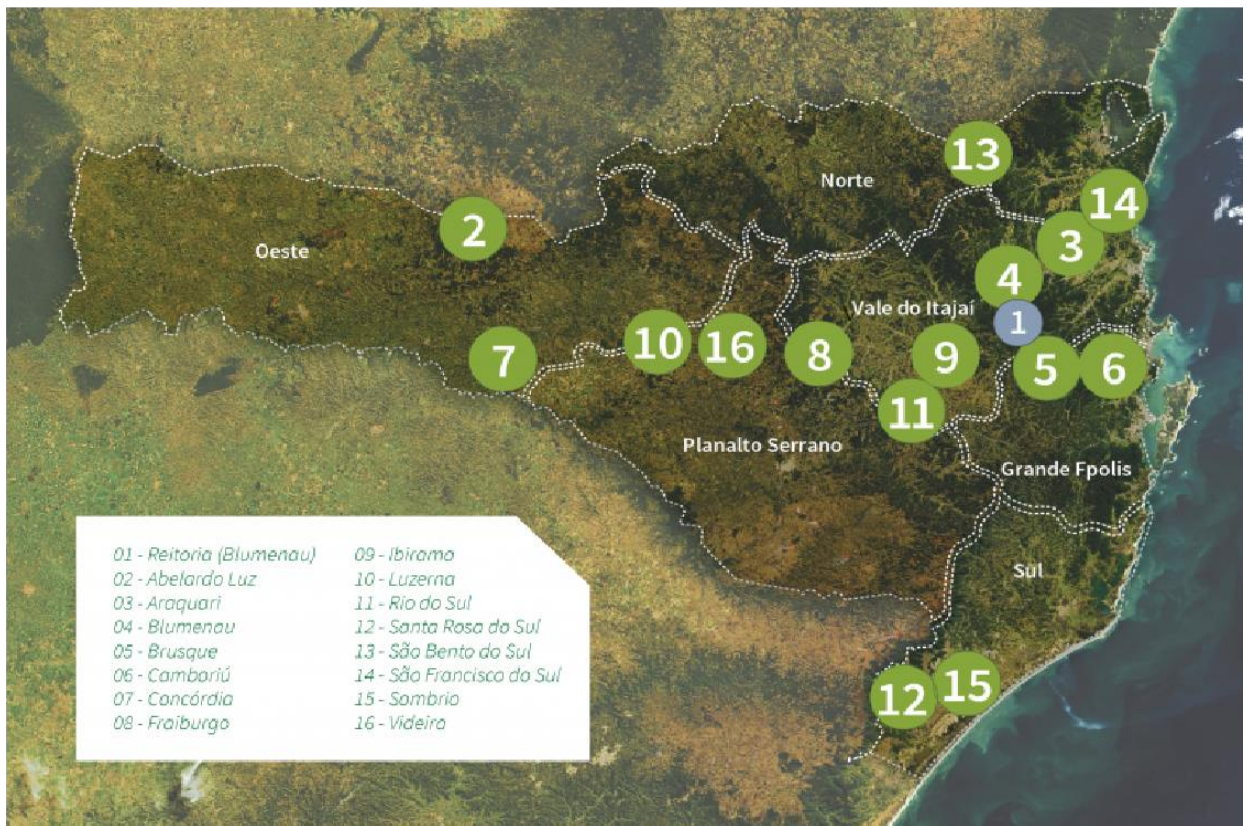 13
Norte
14
2
3
Oeste
4
Vale do Itajaí
1
10
16
8
9
7
5
6
11
Planalto Serrano
Grande Fpolis
Sul
12
15
01 - Reitoria (Blumenau)
02 - Abelardo Luz
03 - Araquari
04 - Blumenau
05 - Brusque
06 - Camboriú
07 - Concórdia
08 - Fraiburgo
09 - Ibirama
10 - Luzerna
11 - Rio do Sul
12 - Santa Rosa do Sul
13 - São Bento do Sul
14 - São Francisco do Sul
15 - Sombrio
16 - Videira